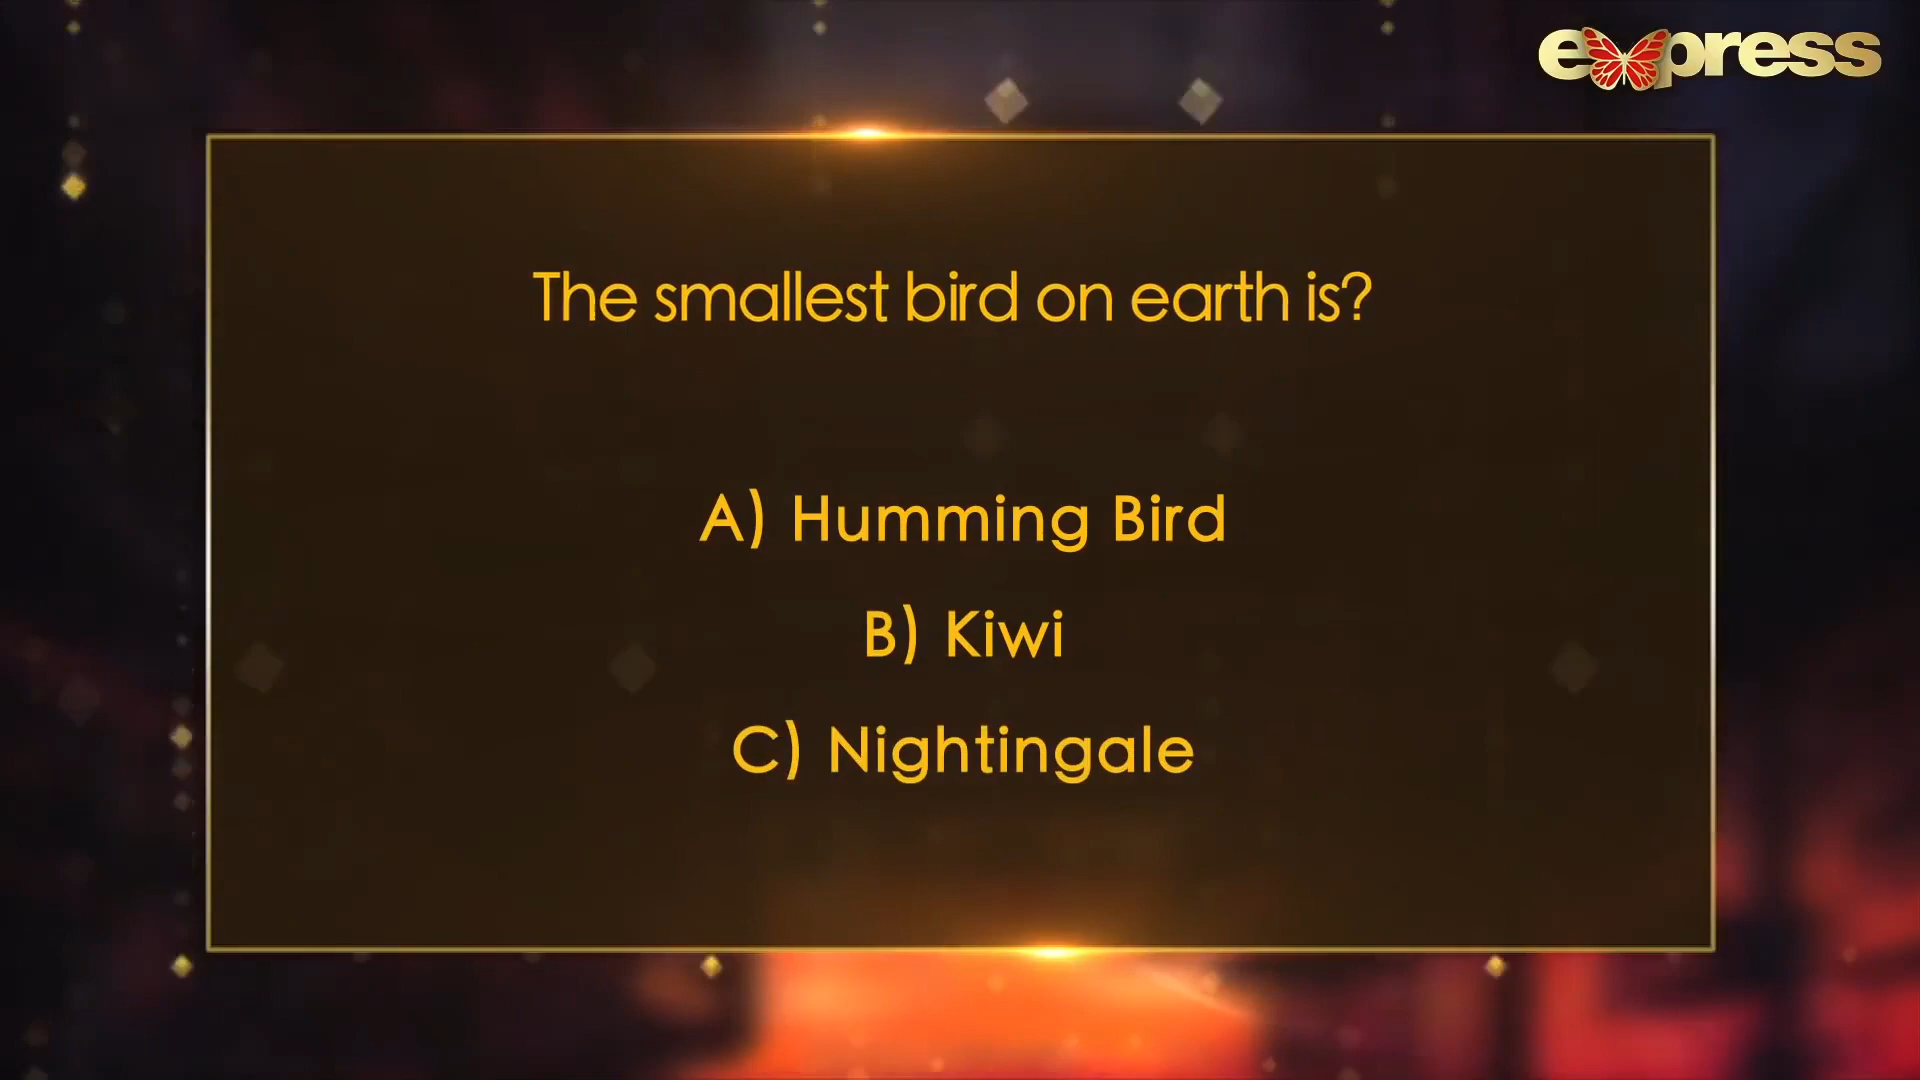 express
The smallest bird on earth is?
A) Humming Bird
B) Kiwi
C) Nightingale